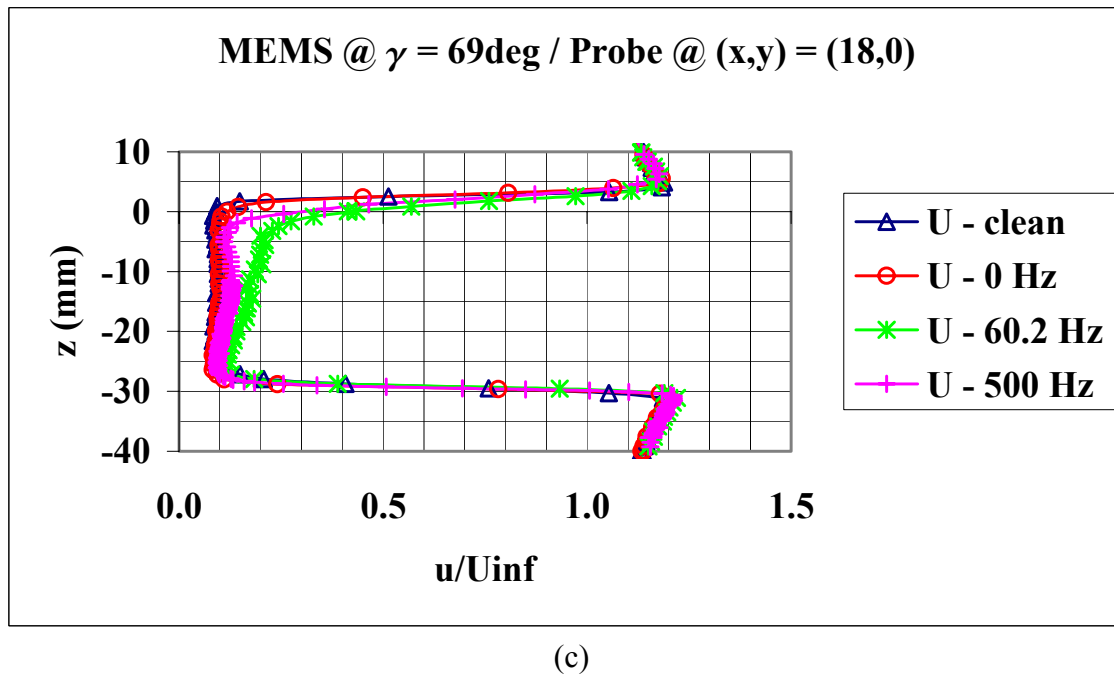 MEMS @ γ = 69deg / Probe @ (x,y) = (18,0)
10
0
-10
-20
-30
-40
z (mm)
0.0 0.5 1.0 1.5
u/Uinf
U - clean
U - 0 Hz
U - 60.2 Hz
U - 500 Hz
(c)